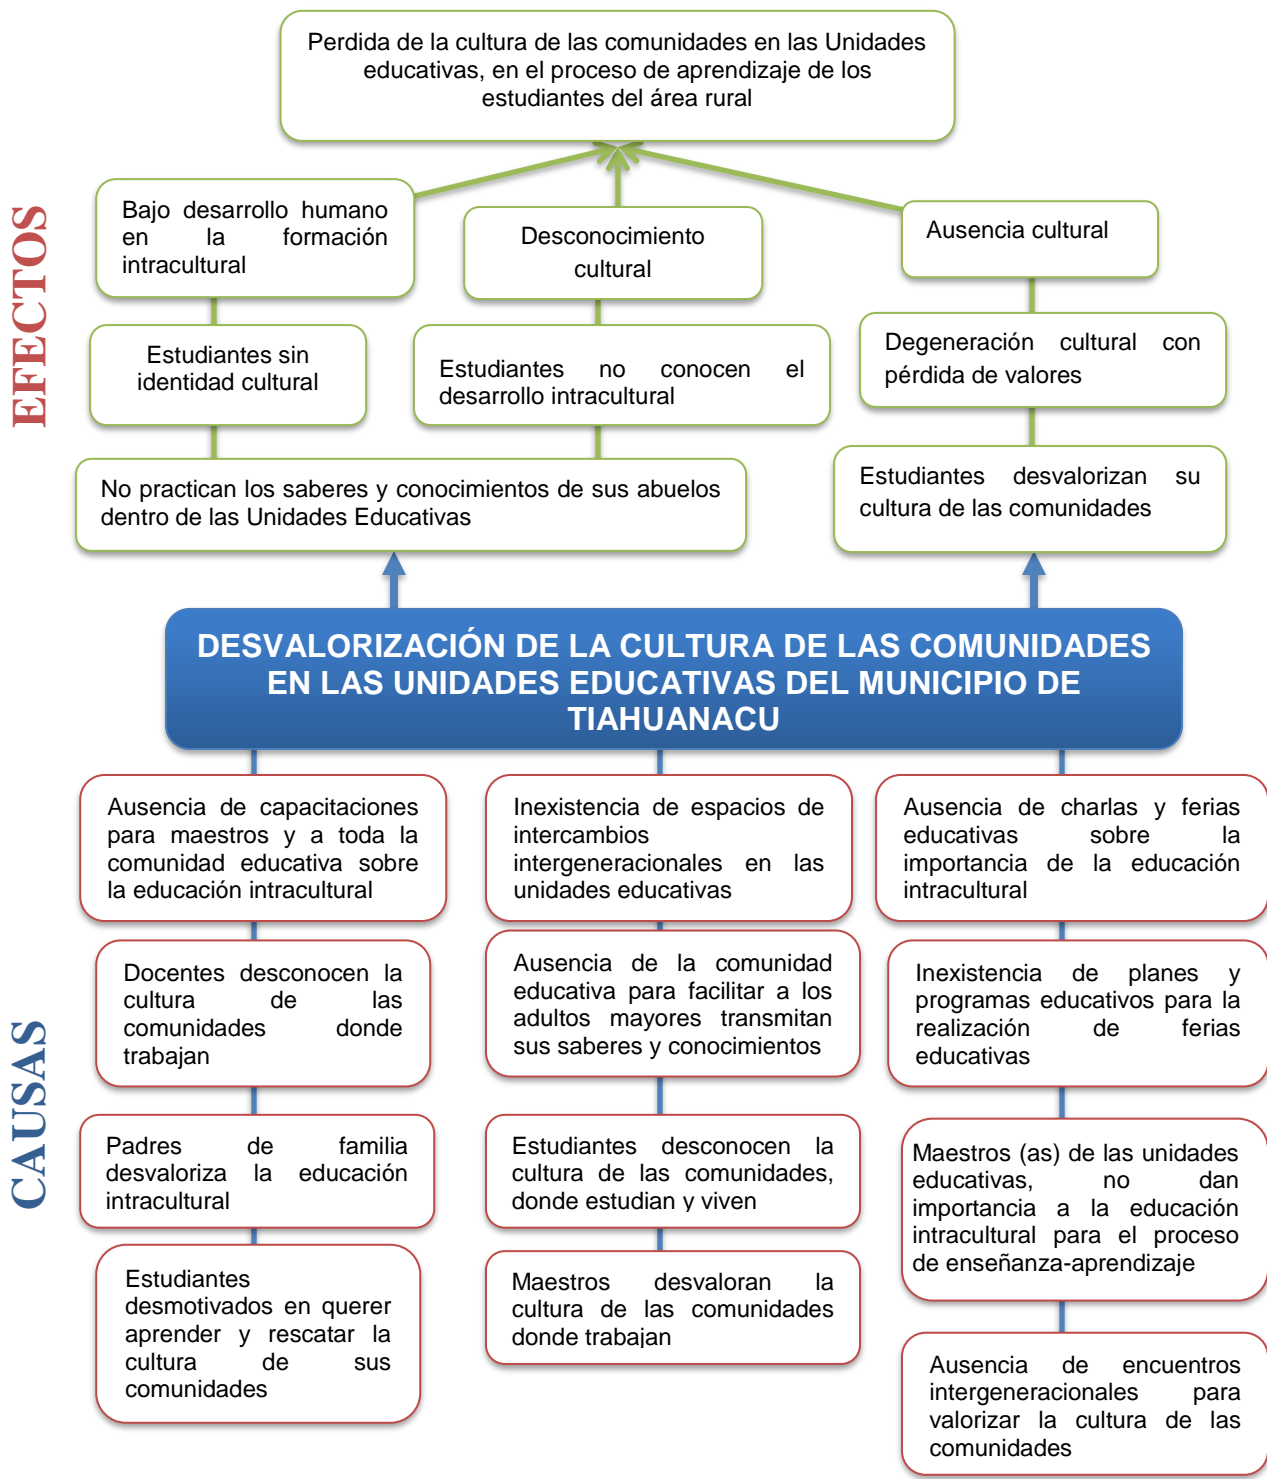 Perdida de la cultura de las comunidades en las Unidades
educativas, en el proceso de aprendizaje de los
estudiantes del área rural
EFECTOS
Bajo desarrollo humano
en la formación
intracultural
Desconocimiento
cultural
Ausencia cultural
Estudiantes sin
identidad cultural
Estudiantes no conocen el
desarrollo intracultural
Degeneración cultural con
pérdida de valores
No practican los saberes y conocimientos de sus abuelos
dentro de las Unidades Educativas
Estudiantes desvalorizan su
cultura de las comunidades
DESVALORIZACIÓN DE LA CULTURA DE LAS COMUNIDADES
EN LAS UNIDADES EDUCATIVAS DEL MUNICIPIO DE
TIAHUANACU
CAUSAS
Ausencia de capacitaciones
para maestros y a toda la
comunidad educativa sobre
la educación intracultural
Inexistencia de espacios de
intercambios
intergeneracionales en las
unidades educativas
Ausencia de charlas y ferias
educativas sobre la
importancia de la educación
intracultural
Docentes desconocen la
cultura de las
comunidades donde
trabajan
Ausencia de la comunidad
educativa para facilitar a los
adultos mayores transmitan
sus saberes y conocimientos
Inexistencia de planes y
programas educativos para la
realización de ferias
educativas
Padres de familia
desvaloriza la educación
intracultural
Estudiantes desconocen la
cultura de las comunidades,
donde estudian y viven
Maestros (as) de las unidades
educativas, no dan
importancia a la educación
intracultural para el proceso
de enseñanza-aprendizaje
Estudiantes
desmotivados en querer
aprender y rescatar la
cultura de sus
comunidades
Maestros desvaloran la
cultura de las comunidades
donde trabajan
Ausencia de encuentros
intergeneracionales para
valorizar la cultura de las
comunidades